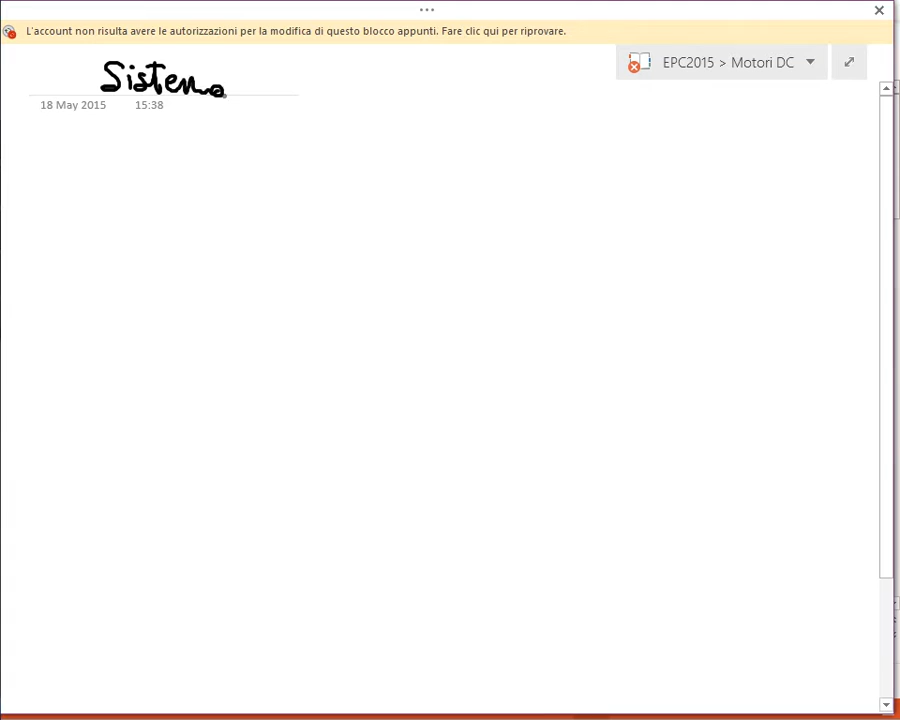 L'account non risulta avere le autorizzazioni per la modifica di questo blocco appunti. Fare clic qui per riprovare.
EPC2015 > Motori DC
Sistema
18 May 2015 15:38